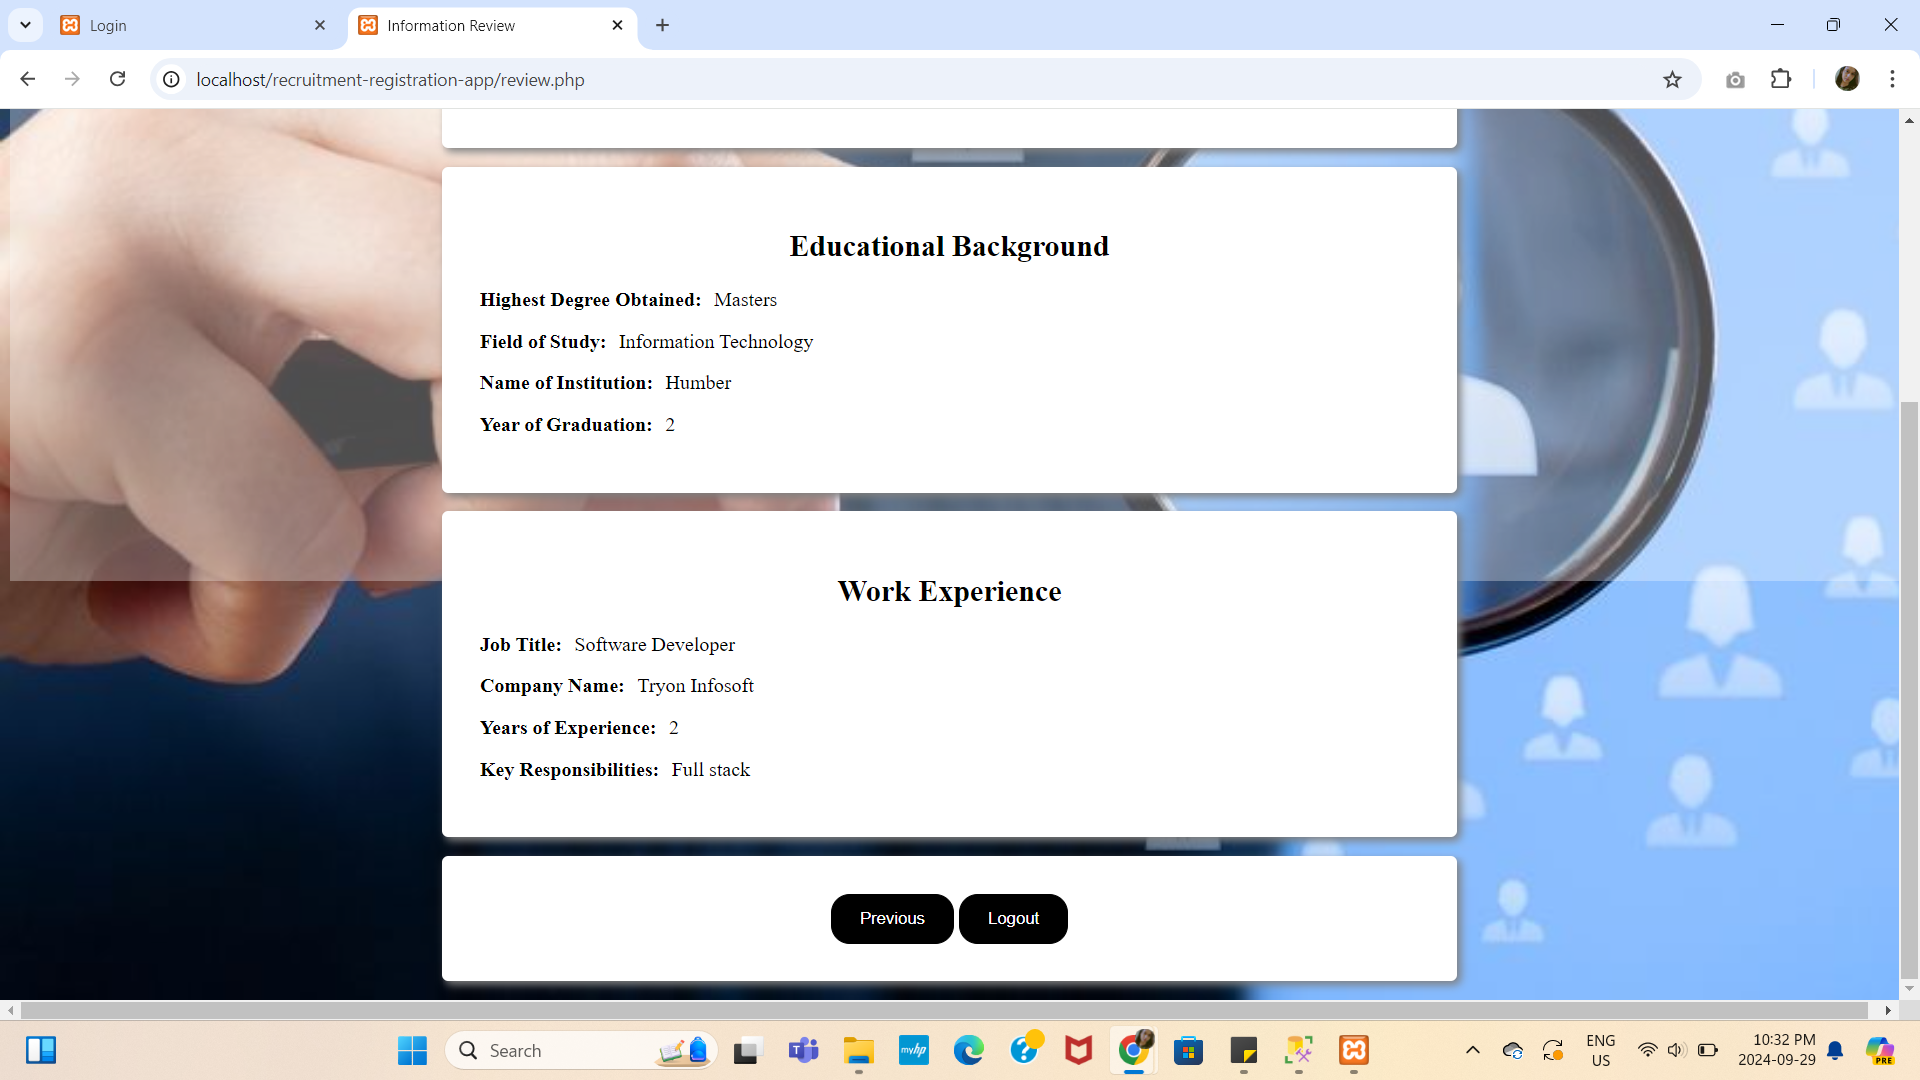 Login
Information Review
localhost/recruitment-registration-app/review.php
Educational Background
Highest Degree Obtained: Masters
Field of Study: Information Technology
Name of Institution: Humber
Year of Graduation: 2
Work Experience
Job Title: Software Developer
Company Name: Tryon Infosoft
Years of Experience: 2
Key Responsibilities: Full stack
Previous Logout
Search
myhp
ENG
US
10:32 PM
2024-09-29
PRE